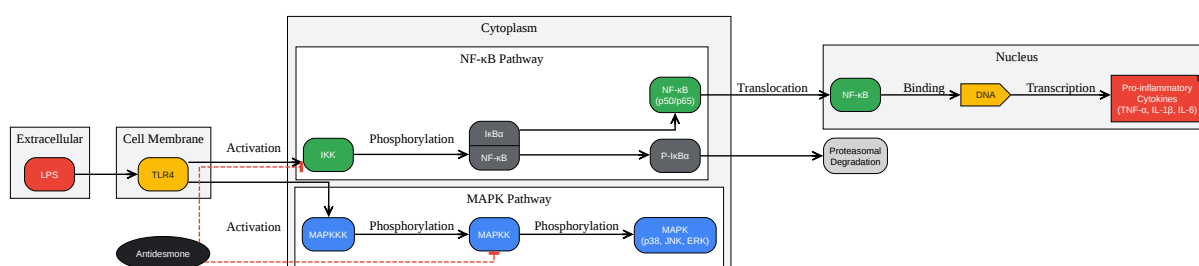 Cytoplasm
NF-κB Pathway
Nucleus
NF-κB
(p50/p65)
Translocation
NF-κB
Binding
DNA
Transcription
Pro-inflammatory
Cytokines
(TNF-α, IL-1β, IL-6)
Extracellular
Cell Membrane
LPS
TLR4
Activation
IKK
Phosphorylation
IκBα
NF-κB
P-IκBα
Proteasomal
Degradation
MAPK Pathway
Activation
MAPKKK
Phosphorylation
MAPKK
Phosphorylation
MAPK
(p38, JNK, ERK)
Antidesmone